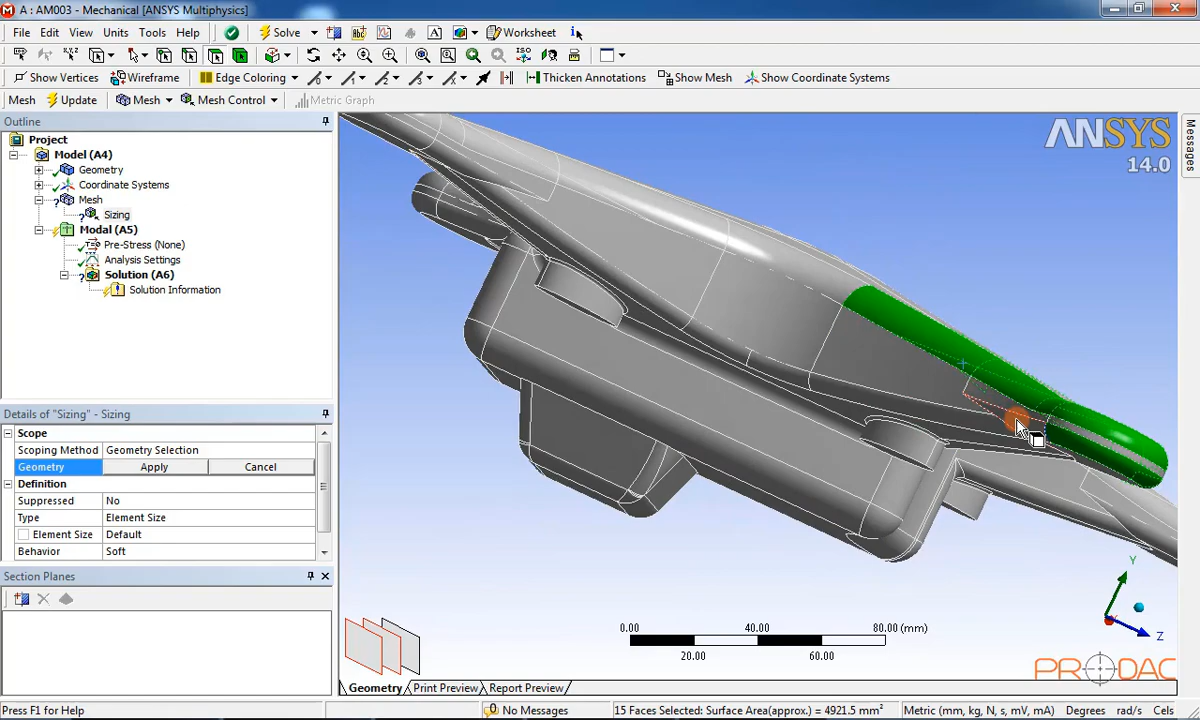 A : AM003 - Mechanical [ANSYS Multiphysics]
File Edit View Units Tools Help Solve Worksheet i
Show Vertices Wireframe Edge Coloring Thicken Annotations Show Mesh Show Coordinate Systems
Mesh Update Mesh Mesh Control Metric Graph
Outline
Project
Model (A4)
Geometry
Coordinate Systems
Mesh
Sizing
Modal (A5)
Pre-Stress (None)
Analysis Settings
Solution (A6)
Solution Information
Details of "Sizing" - Sizing
Scope
Scoping Method Geometry Selection
Geometry Apply Cancel
Definition
Suppressed No
Type Element Size
Element Size Default
Behavior Soft
Section Planes
ANSYS
14.0
Messages
Y
Z
0.00 40.00 80.00 (mm)
20.00 60.00
PRODAC
Geometry Print Preview Report Preview
Press F1 for Help 0 No Messages 15 Faces Selected: Surface Area(approx.) = 4921.5 mm² Metric (mm, kg, N, s, mV, mA) Degrees rad/s Cels